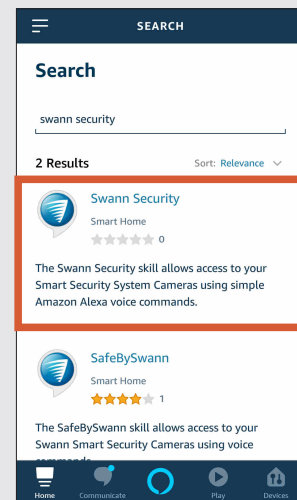 SEARCH
Search
swann security
2 Results
Sort: Relevance
Swann Security
Smart Home
0
The Swann Security skill allows access to your
Smart Security System Cameras using simple
Amazon Alexa voice commands.
SafeBySwann
Smart Home
1
The SafeBySwann skill allows access to your
Swann Smart Security Cameras using voice
commands
Home
Communicate
Play
Devices